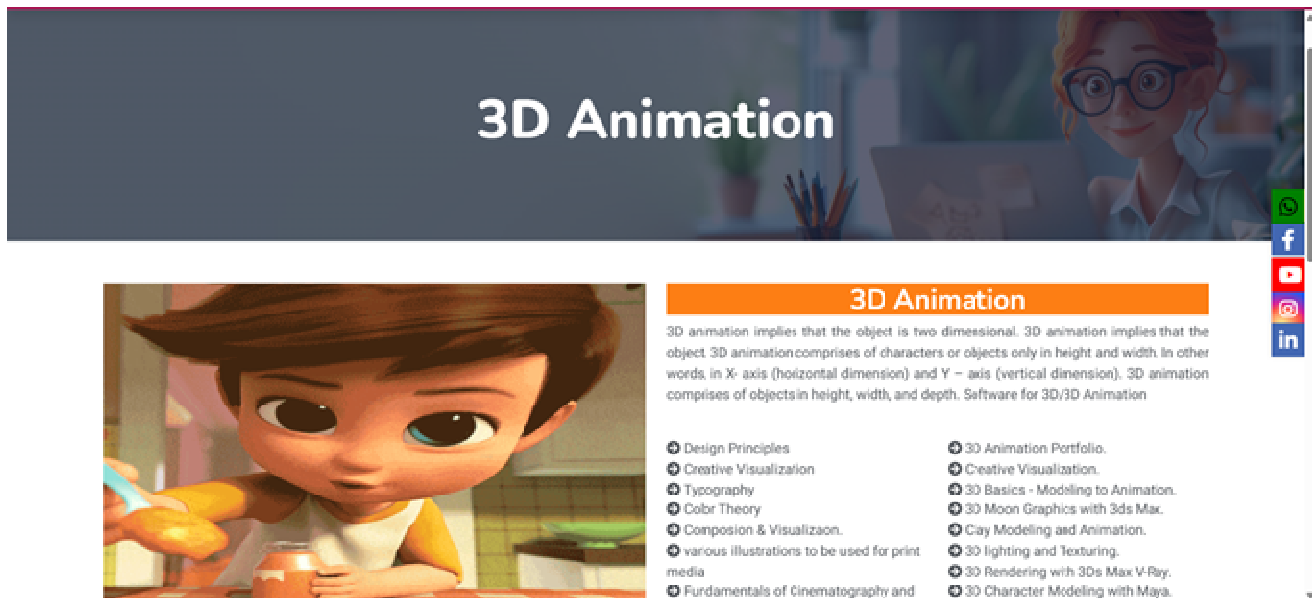 3D Animation
3D Animation
3D animation implies that the object is two dimensional. 3D animation implies that the
object. 3D animation comprises of characters or objects only in height and width. In other
words, in X- axis (horizontal dimension) and Y – axis (vertical dimension). 3D animation
comprises of objects in height, width, and depth. Software for 3D/3D Animation
Design Principles
Creative Visualization
Typography
Color Theory
Composion & Visualizaon.
various illustrations to be used for print
media
Fundamentals of Cinematography and
3D Animation Portfolio.
Creative Visualization.
3D Basics - Modeling to Animation.
3D Moon Graphics with 3ds Max.
Clay Modeling and Animation.
3D lighting and Texturing.
3D Rendering with 3Ds Max V-Ray.
3D Character Modeling with Maya.
in